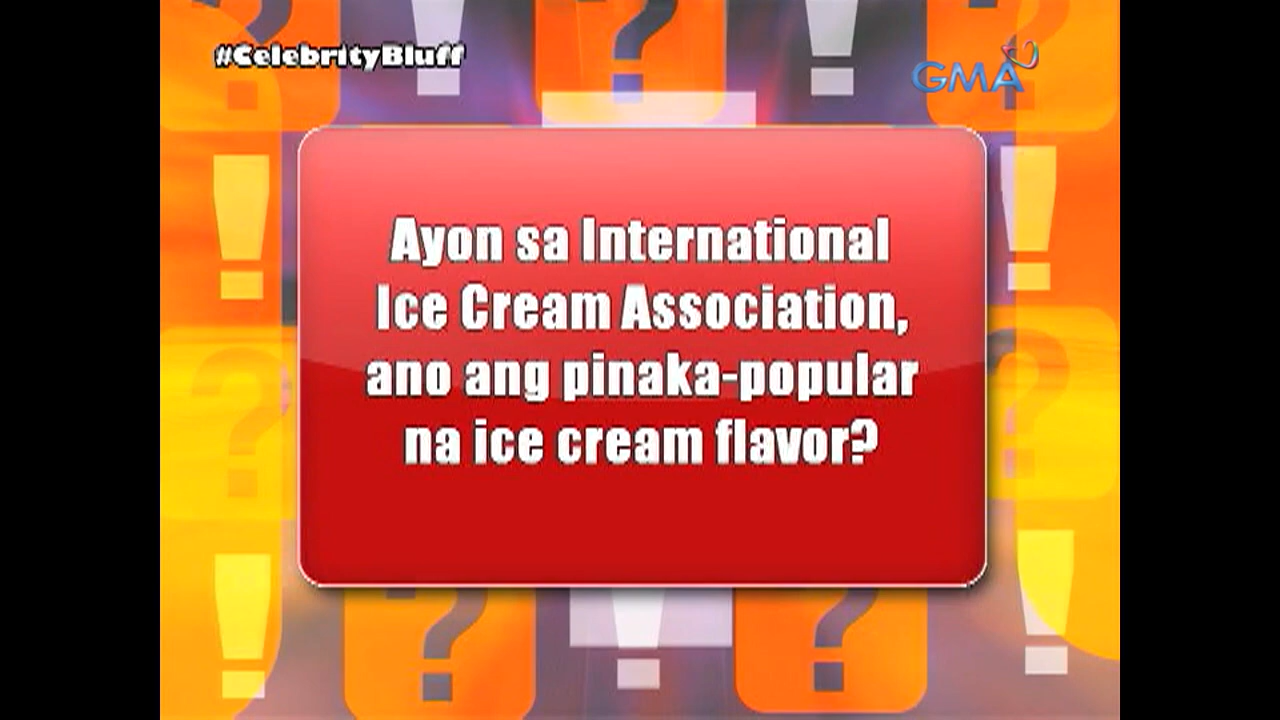 #CelebrityBluff
GMA
Ayon sa International
Ice Cream Association,
ano ang pinaka-popular
na ice cream flavor?